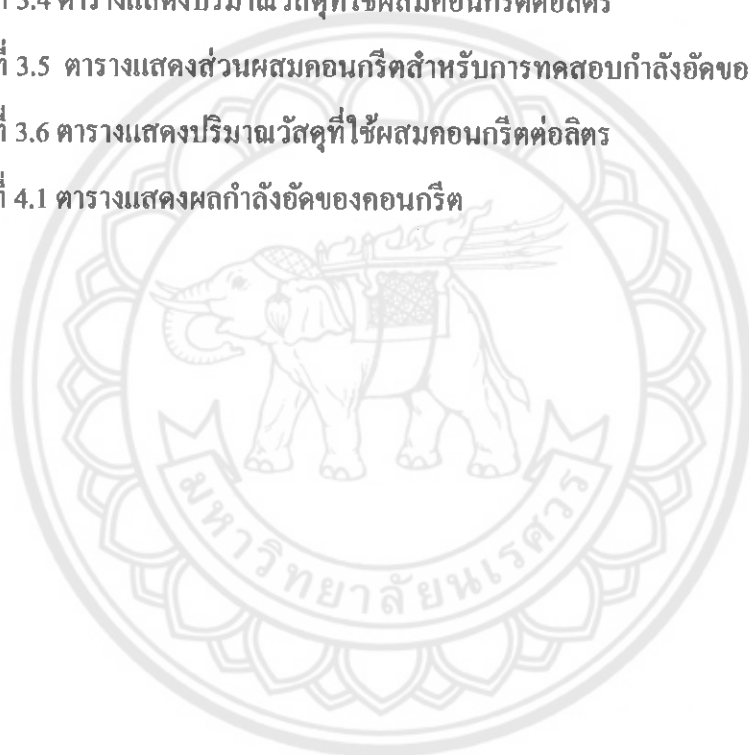 ที่ 3.4 ตารางแสดงปริมาณวัสดุที่ใช้ผสมคอนกรีตต่อลิตร
ที่ 3.5 ตารางแสดงส่วนผสมคอนกรีตสำหรับการทดสอบกำลังอัดขอ
ที่ 3.6 ตารางแสดงปริมาณวัสดุที่ใช้ผสมคอนกรีตต่อลิตร
ที่ 4.1 ตารางแสดงผลกำลังอัดของคอนกรีต
มหาวิทยาลัยนเรศวร